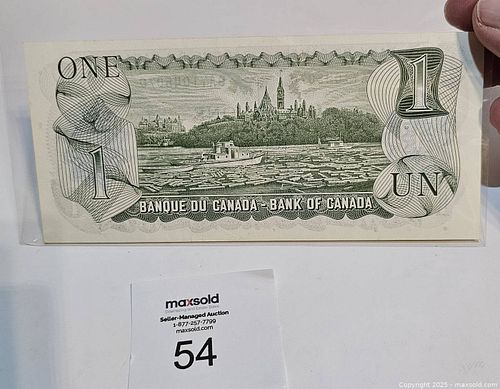 ONE
1
1
UN
BANQUE DU CANADA - BANK OF CANADA
maxsold
Seller-Managed Auction
1-877-257-7799
maxsold.com
54
Copyright 2025 - maxsold.com